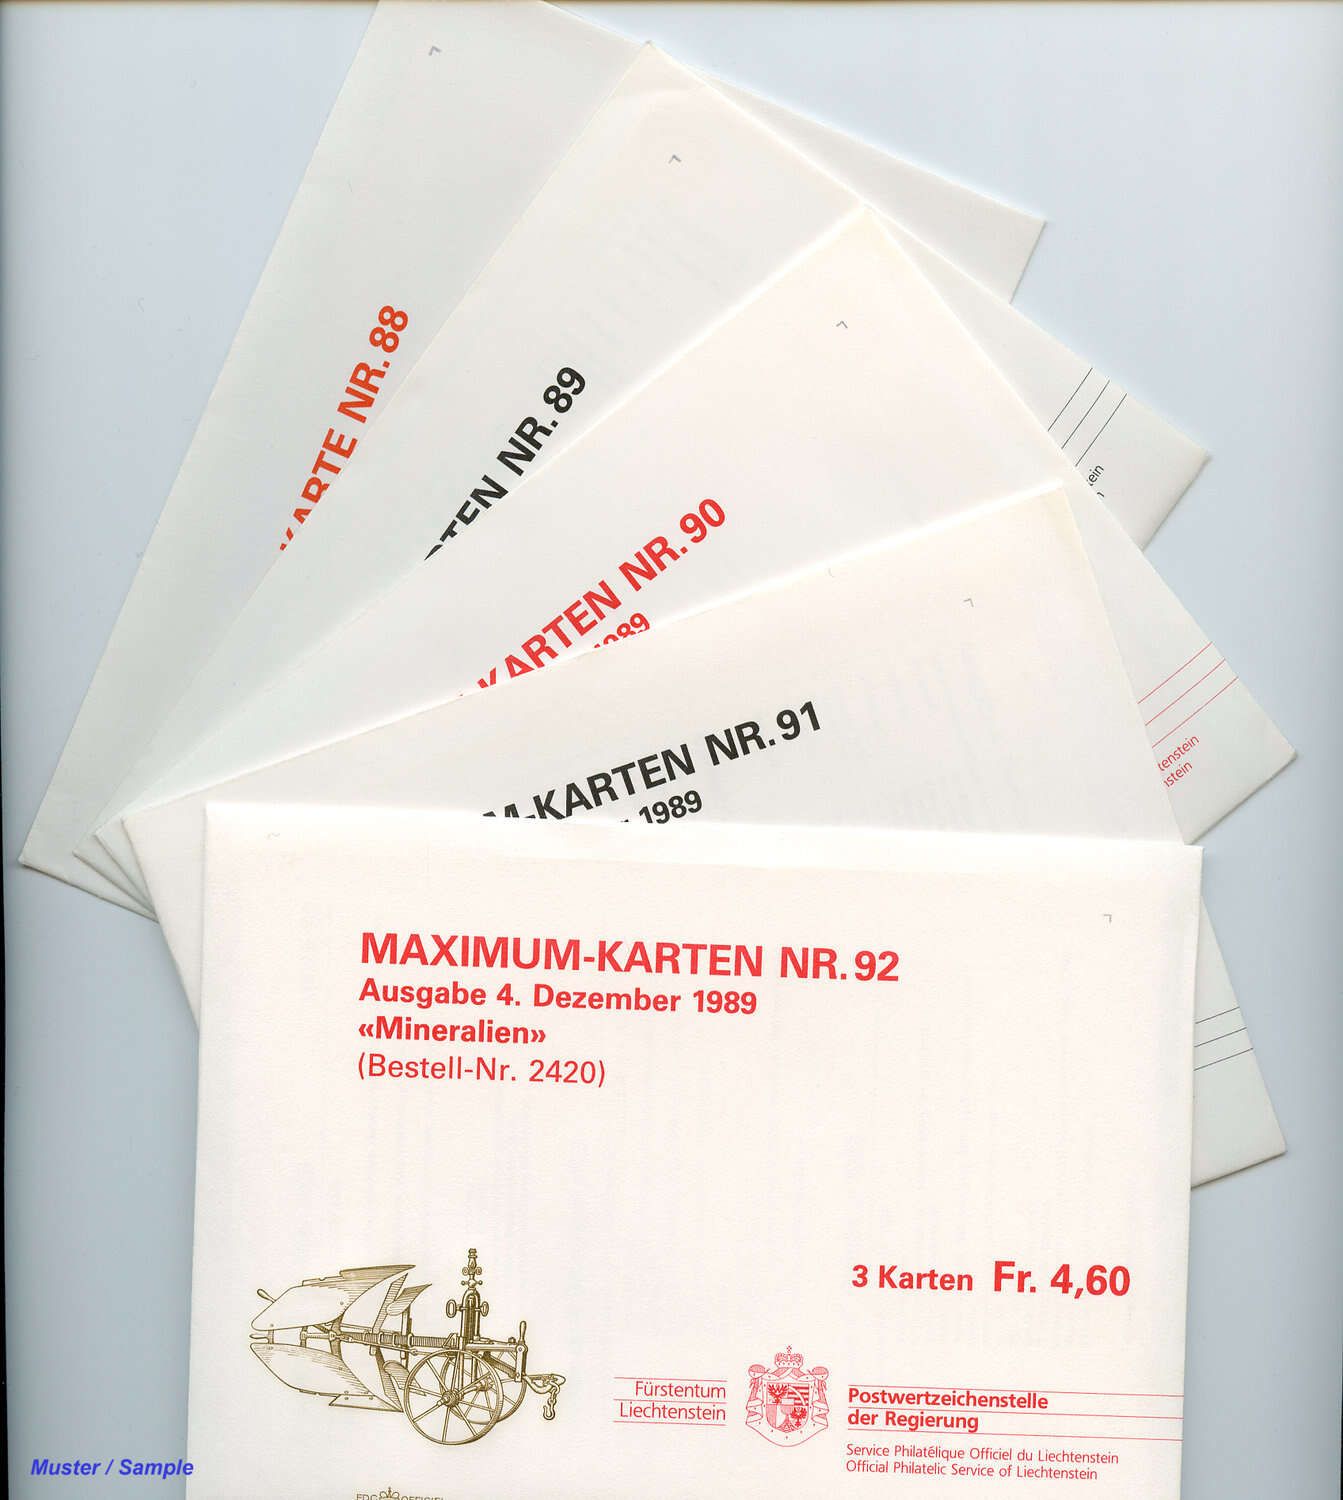 KARTE NR. 88
NR. 89
KARTEN NR. 90
1989
M-KARTEN NR. 91
1989
MAXIMUM-KARTEN NR. 92
Ausgabe 4. Dezember 1989
«Mineralien»
(Bestell-Nr. 2420)
3 Karten Fr. 4,60
Fürstentum
Liechtenstein
Postwertzeichenstelle
der Regierung
Service Philatélique Officiel du Liechtenstein
Official Philatelic Service of Liechtenstein
Muster / Sample